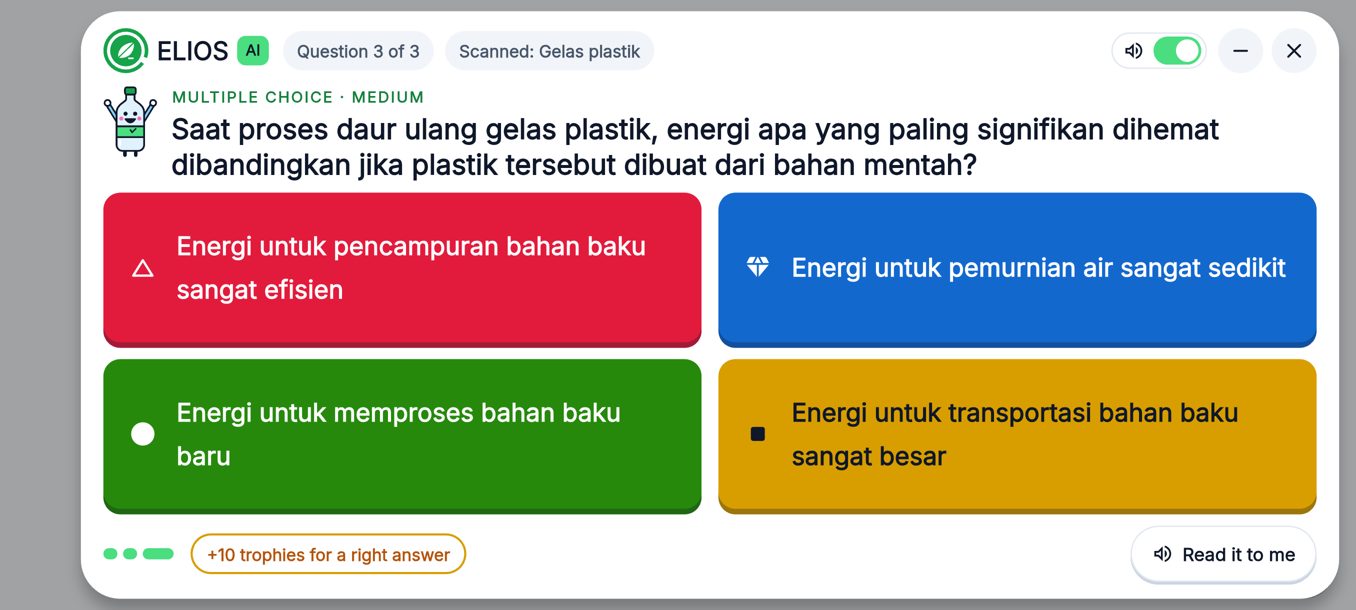 ELIOS AI Question 3 of 3 Scanned: Gelas plastik
MULTIPLE CHOICE · MEDIUM
Saat proses daur ulang gelas plastik, energi apa yang paling signifikan dihemat
dibandingkan jika plastik tersebut dibuat dari bahan mentah?
Energi untuk pencampuran bahan baku
sangat efisien
Energi untuk pemurnian air sangat sedikit
Energi untuk memproses bahan baku
baru
Energi untuk transportasi bahan baku
sangat besar
+10 trophies for a right answer
Read it to me